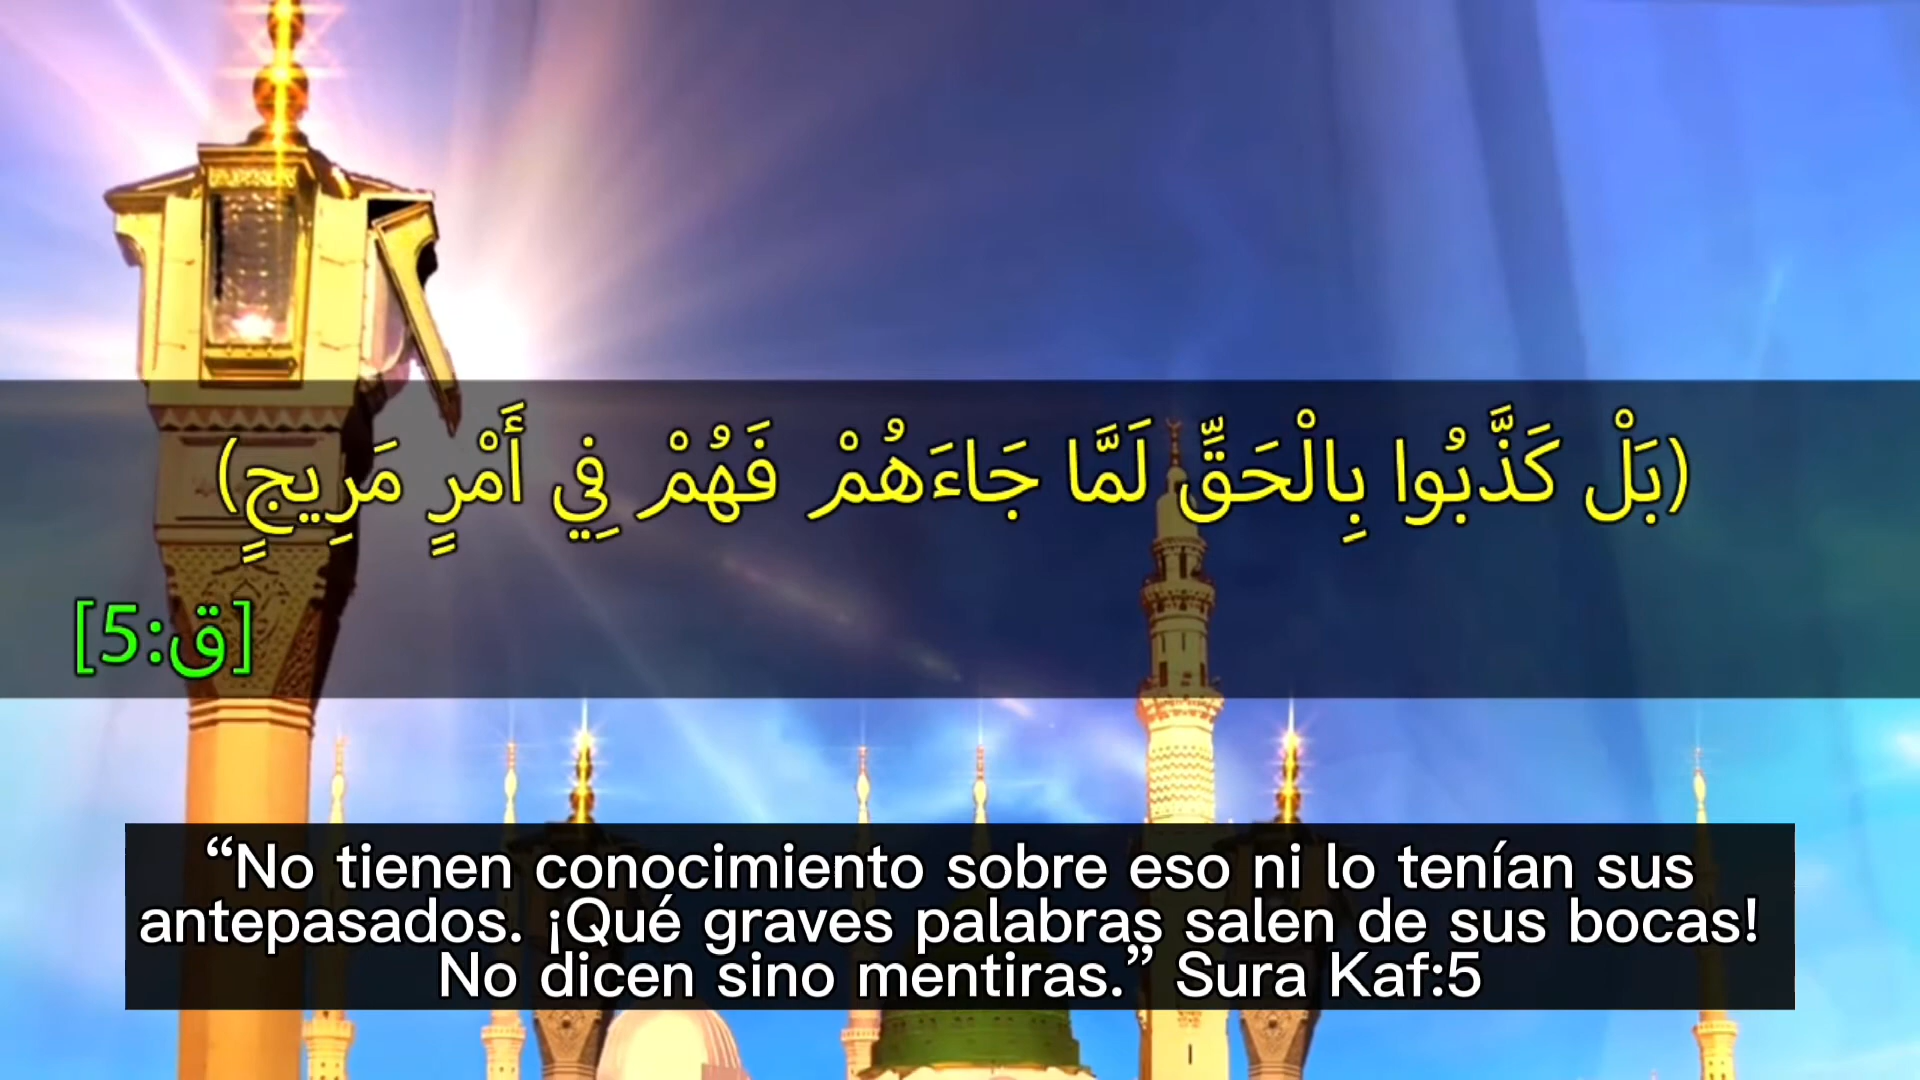 (بَلْ كَذَّبُوا بِالْحَقِّ لَمَّا جَاءَهُمْ فَهُمْ فِي أَمْرٍ مَرِيجٍ)
[ق:5]
“No tienen conocimiento sobre eso ni lo tenían sus
antepasados. ¡Qué graves palabras salen de sus bocas!
No dicen sino mentiras.” Sura Kaf:5